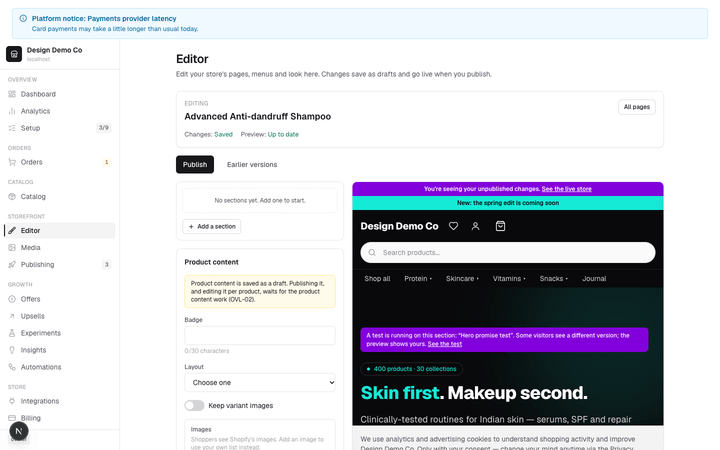 Platform notice: Payments provider latency
Card payments may take a little longer than usual today.
Design Demo Co
localhost
OVERVIEW
Dashboard
Analytics
Setup 3/9
ORDERS
Orders 1
CATALOG
Catalog
STOREFRONT
Editor
Media
Publishing 3
GROWTH
Offers
Upsells
Experiments
Insights
Automations
STORE
Integrations
Billing
N
Editor
Edit your store's pages, menus and look here. Changes save as drafts and go live when you publish.
EDITING
Advanced Anti-dandruff Shampoo
All pages
Changes: Saved Preview: Up to date
Publish Earlier versions
No sections yet. Add one to start.
+ Add a section
Product content
Product content is saved as a draft. Publishing it,
and editing it per product, waits for the product
content work (OVL-02).
Badge
0/30 characters
Layout
Choose one
Keep variant images
Images
Shoppers see Shopify's images. Add an image to
use your own list instead.
You're seeing your unpublished changes. See the live store
New: the spring edit is coming soon
Design Demo Co
Search products...
Shop all Protein Skincare Vitamins Snacks Journal
A test is running on this section: "Hero promise test". Some visitors see a different version; the
preview shows yours. See the test
400 products · 30 collections
Skin first. Makeup second.
Clinically-tested routines for Indian skin — serums, SPF and repair
We use analytics and advertising cookies to understand shopping activity and improve
Design Demo Co. Only with your consent — change your mind anytime via the Privacy